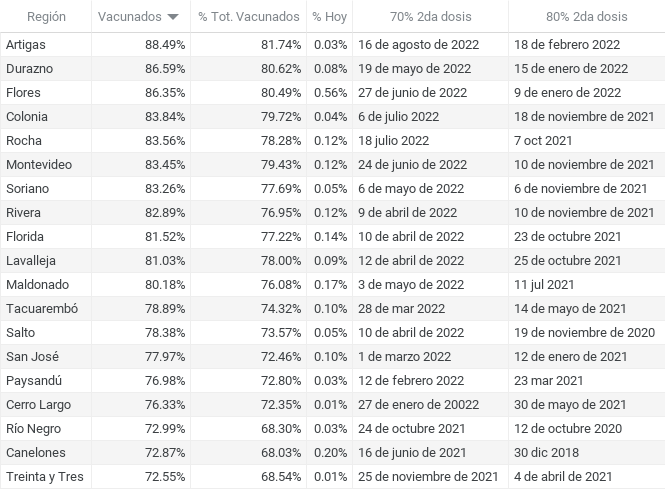 Región Vacunados % Tot. Vacunados % Hoy 70% 2da dosis 80% 2da dosis
Artigas 88.49% 81.74% 0.03% 16 de agosto de 2022 18 de febrero 2022
Durazno 86.59% 80.62% 0.08% 19 de mayo de 2022 15 de enero de 2022
Flores 86.35% 80.49% 0.56% 27 de junio de 2022 9 de enero de 2022
Colonia 83.84% 79.72% 0.04% 6 de julio 2022 18 de noviembre de 2021
Rocha 83.56% 78.28% 0.12% 18 julio 2022 7 oct 2021
Montevideo 83.45% 79.43% 0.12% 24 de junio de 2022 10 de noviembre de 2021
Soriano 83.26% 77.69% 0.05% 6 de mayo de 2022 6 de noviembre de 2021
Rivera 82.89% 76.95% 0.12% 9 de abril de 2022 10 de noviembre de 2021
Florida 81.52% 77.22% 0.14% 10 de abril de 2022 23 de octubre 2021
Lavalleja 81.03% 78.00% 0.09% 12 de abril de 2022 25 de octubre 2021
Maldonado 80.18% 76.08% 0.17% 3 de mayo de 2022 11 jul 2021
Tacuarembó 78.89% 74.32% 0.10% 28 de mar 2022 14 de mayo de 2021
Salto 78.38% 73.57% 0.05% 10 de abril de 2022 19 de noviembre de 2020
San José 77.97% 72.46% 0.10% 1 de marzo 2022 12 de enero de 2021
Paysandú 76.98% 72.80% 0.03% 12 de febrero 2022 23 mar 2021
Cerro Largo 76.33% 72.35% 0.01% 27 de enero de 20022 30 de mayo de 2021
Río Negro 72.99% 68.30% 0.03% 24 de octubre 2021 12 de octubre 2020
Canelones 72.87% 68.03% 0.20% 16 de junio de 2021 30 dic 2018
Treinta y Tres 72.55% 68.54% 0.01% 25 de noviembre de 2021 4 de abril de 2021